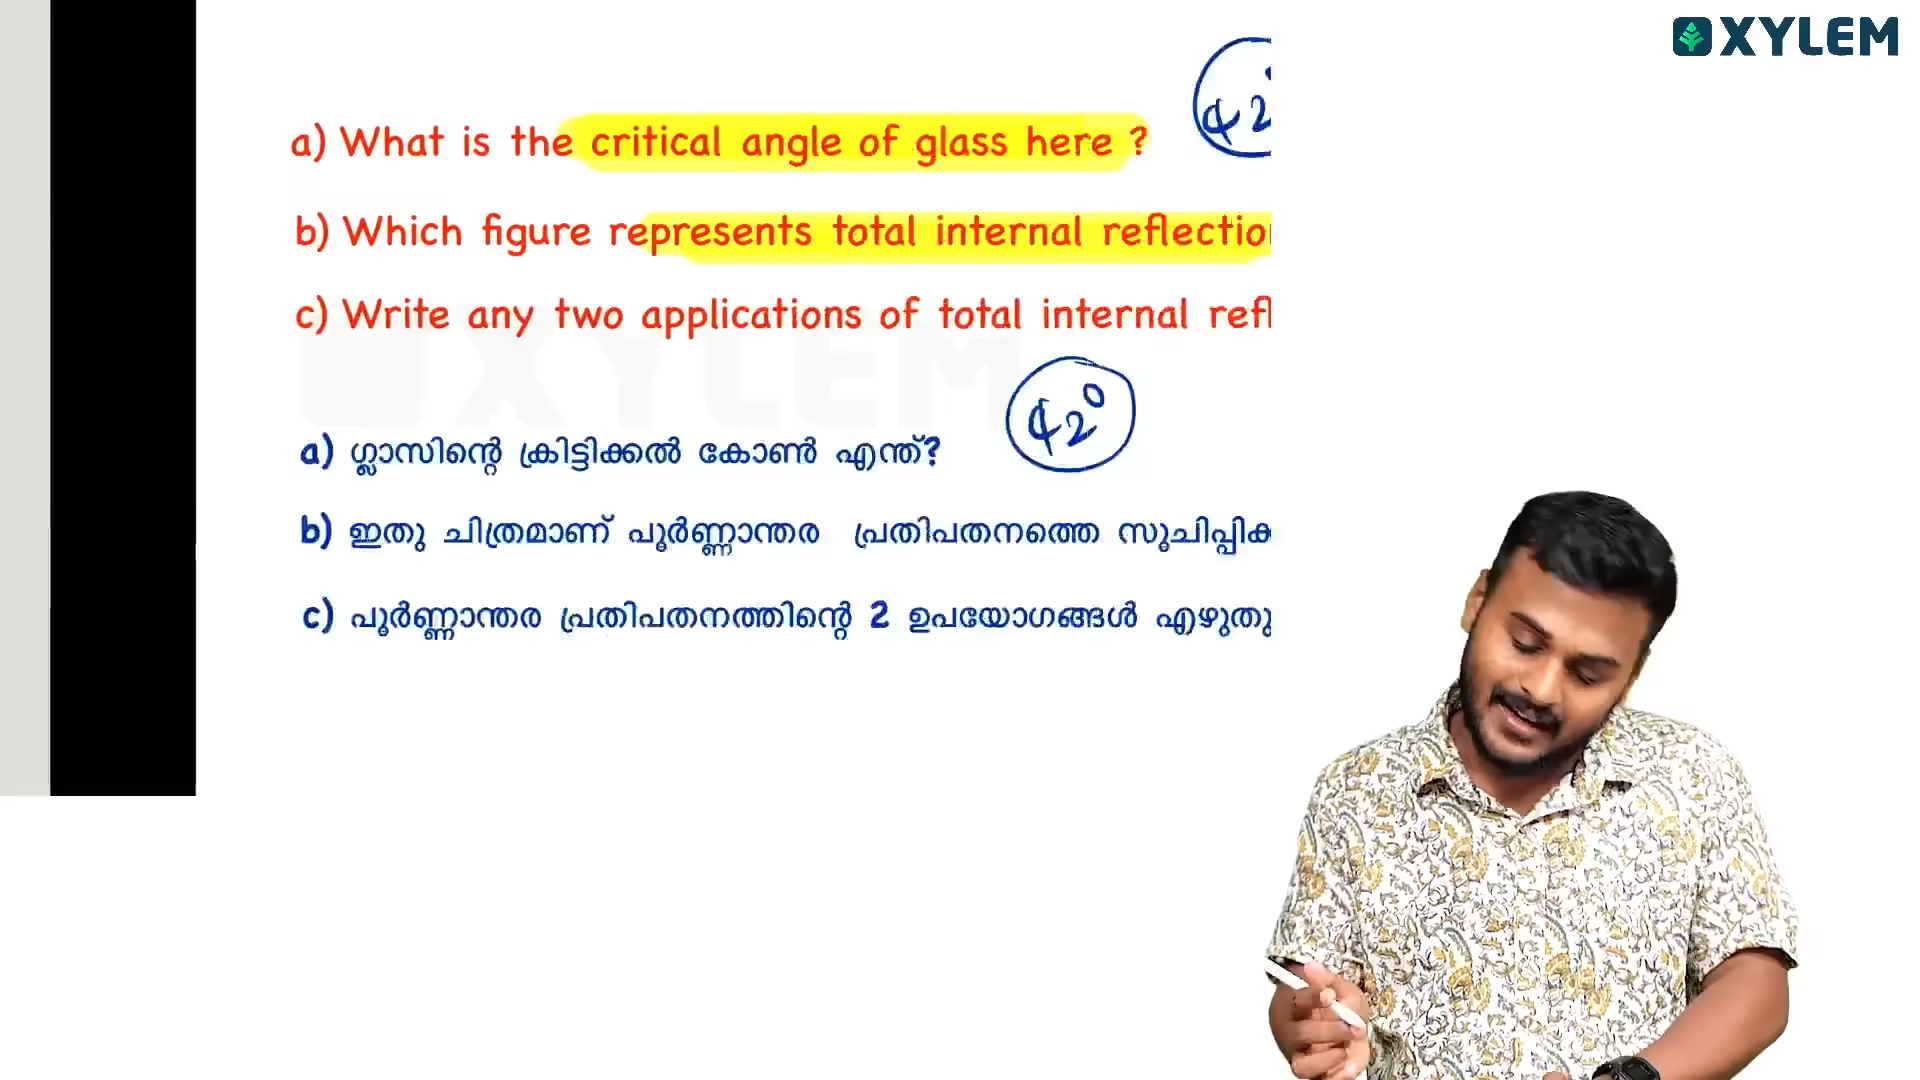 XYLEM
42°
a) What is the critical angle of glass here ?
b) Which figure represents total internal reflectio
c) Write any two applications of total internal refl
XYLEM
42°
a) ഗ്ലാസിന്റെ ക്രിട്ടിക്കൽ കോൺ എന്ത്?
b) ഇതു ചിത്രമാണ് പൂർണ്ണാന്തര പ്രതിപതനത്തെ സൂചിപ്പിക
c) പൂർണ്ണാന്തര പ്രതിപതനത്തിന്റെ 2 ഉപയോഗങ്ങൾ എഴുതു